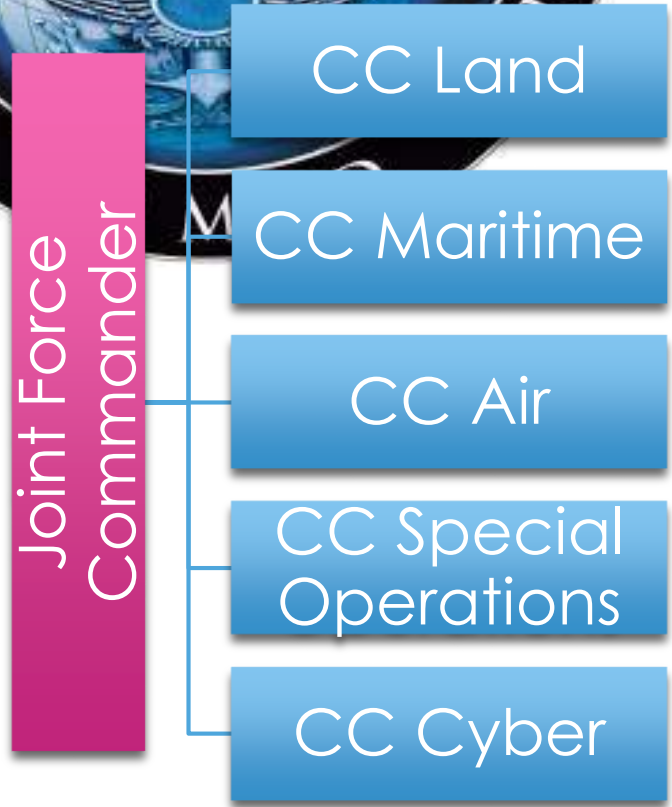 Joint Force
Commander
CC Land
CC Maritime
CC Air
CC Special
Operations
CC Cyber